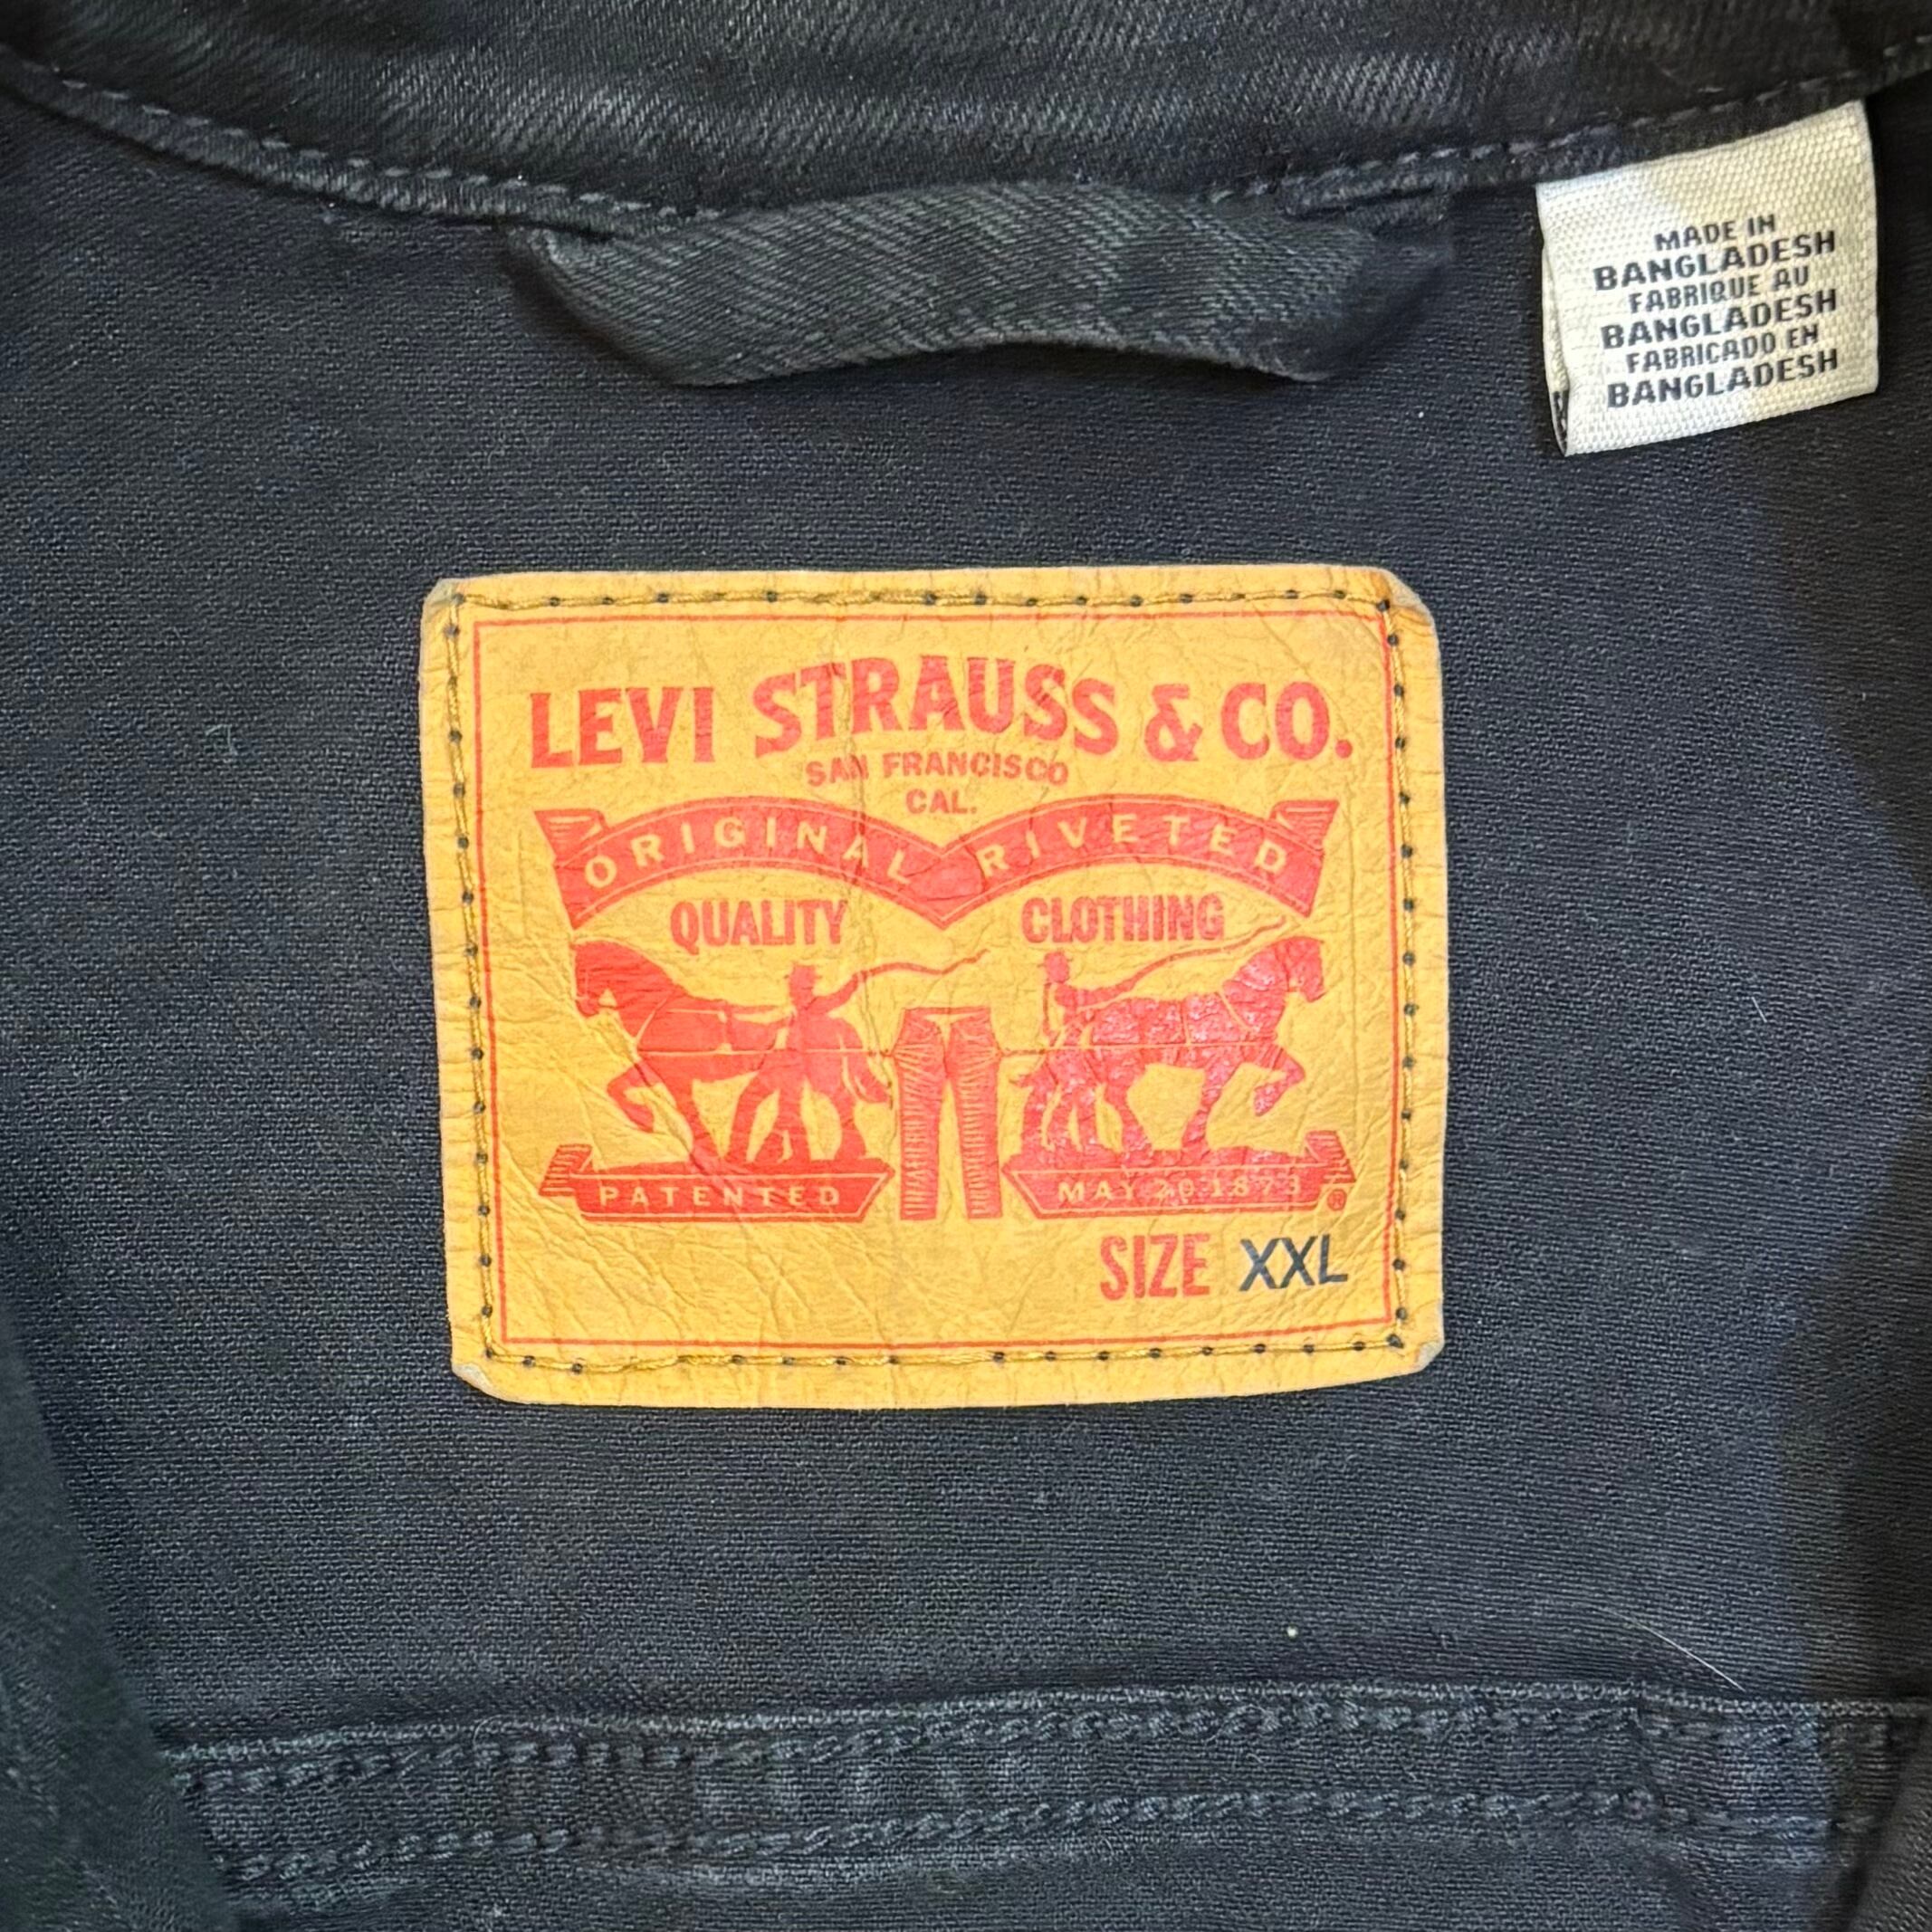 MADE IN
BANGLADESH
FABRIQUE AU
BANGLADESH
FABRICADO EN
BANGLADESH
LEVI STRAUSS & CO.
SAN FRANCISCO
CAL.
ORIGINAL RIVETED
QUALITY CLOTHING
PATENTED MAY 20 1873 ®
SIZE XXL